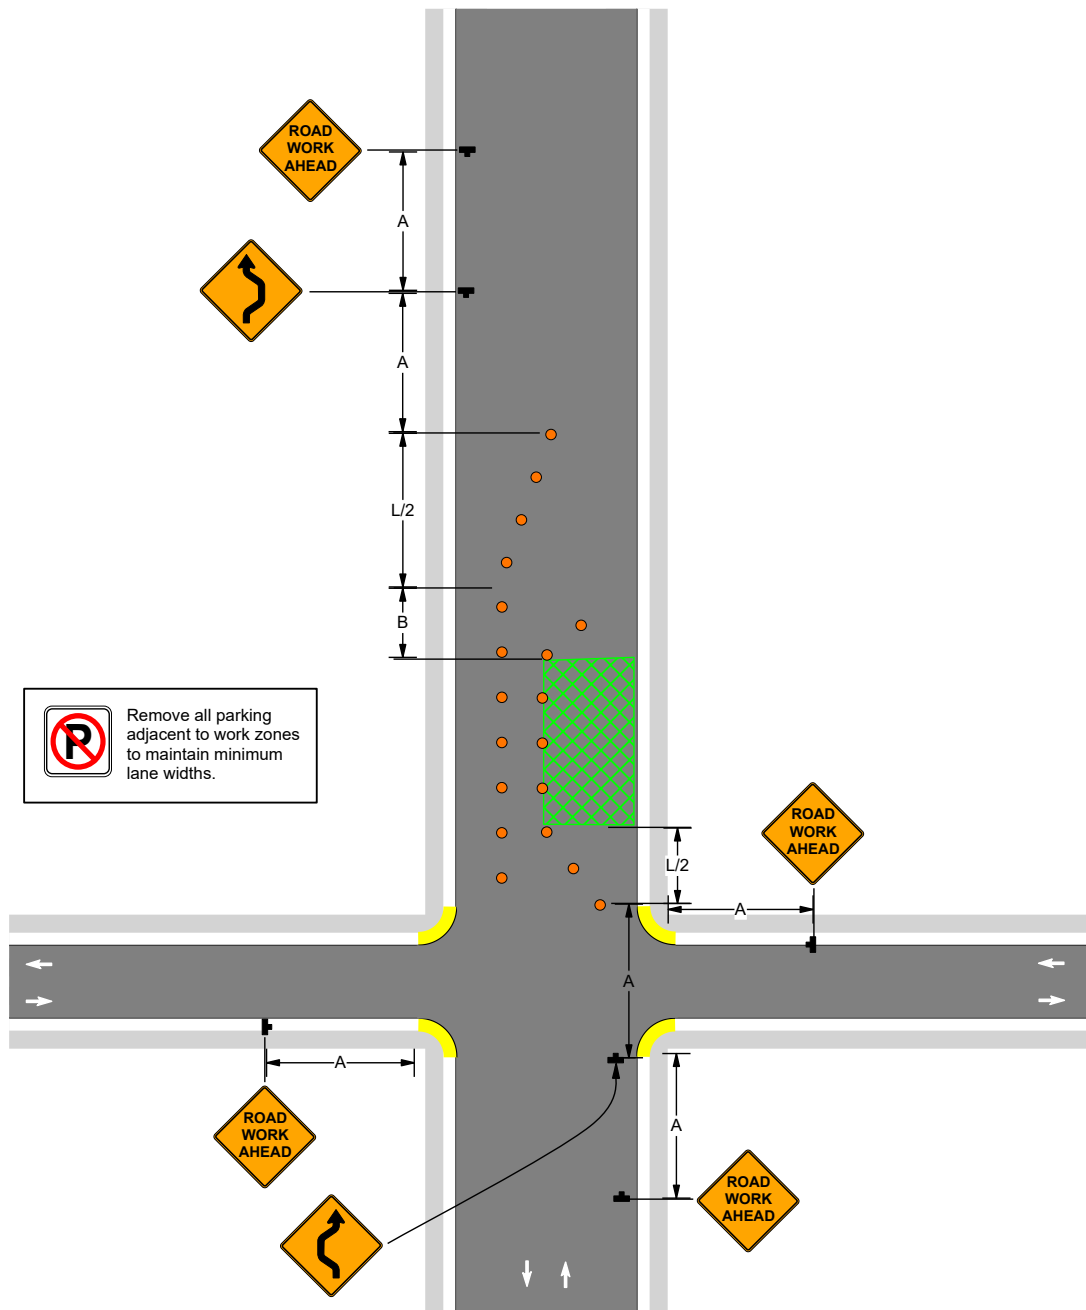 ROAD
WORK
AHEAD
A
A
L/2
B
P
Remove all parking
adjacent to work zones
to maintain minimum
lane widths.
ROAD
WORK
AHEAD
L/2
A
A
A
ROAD
WORK
AHEAD
A
ROAD
WORK
AHEAD